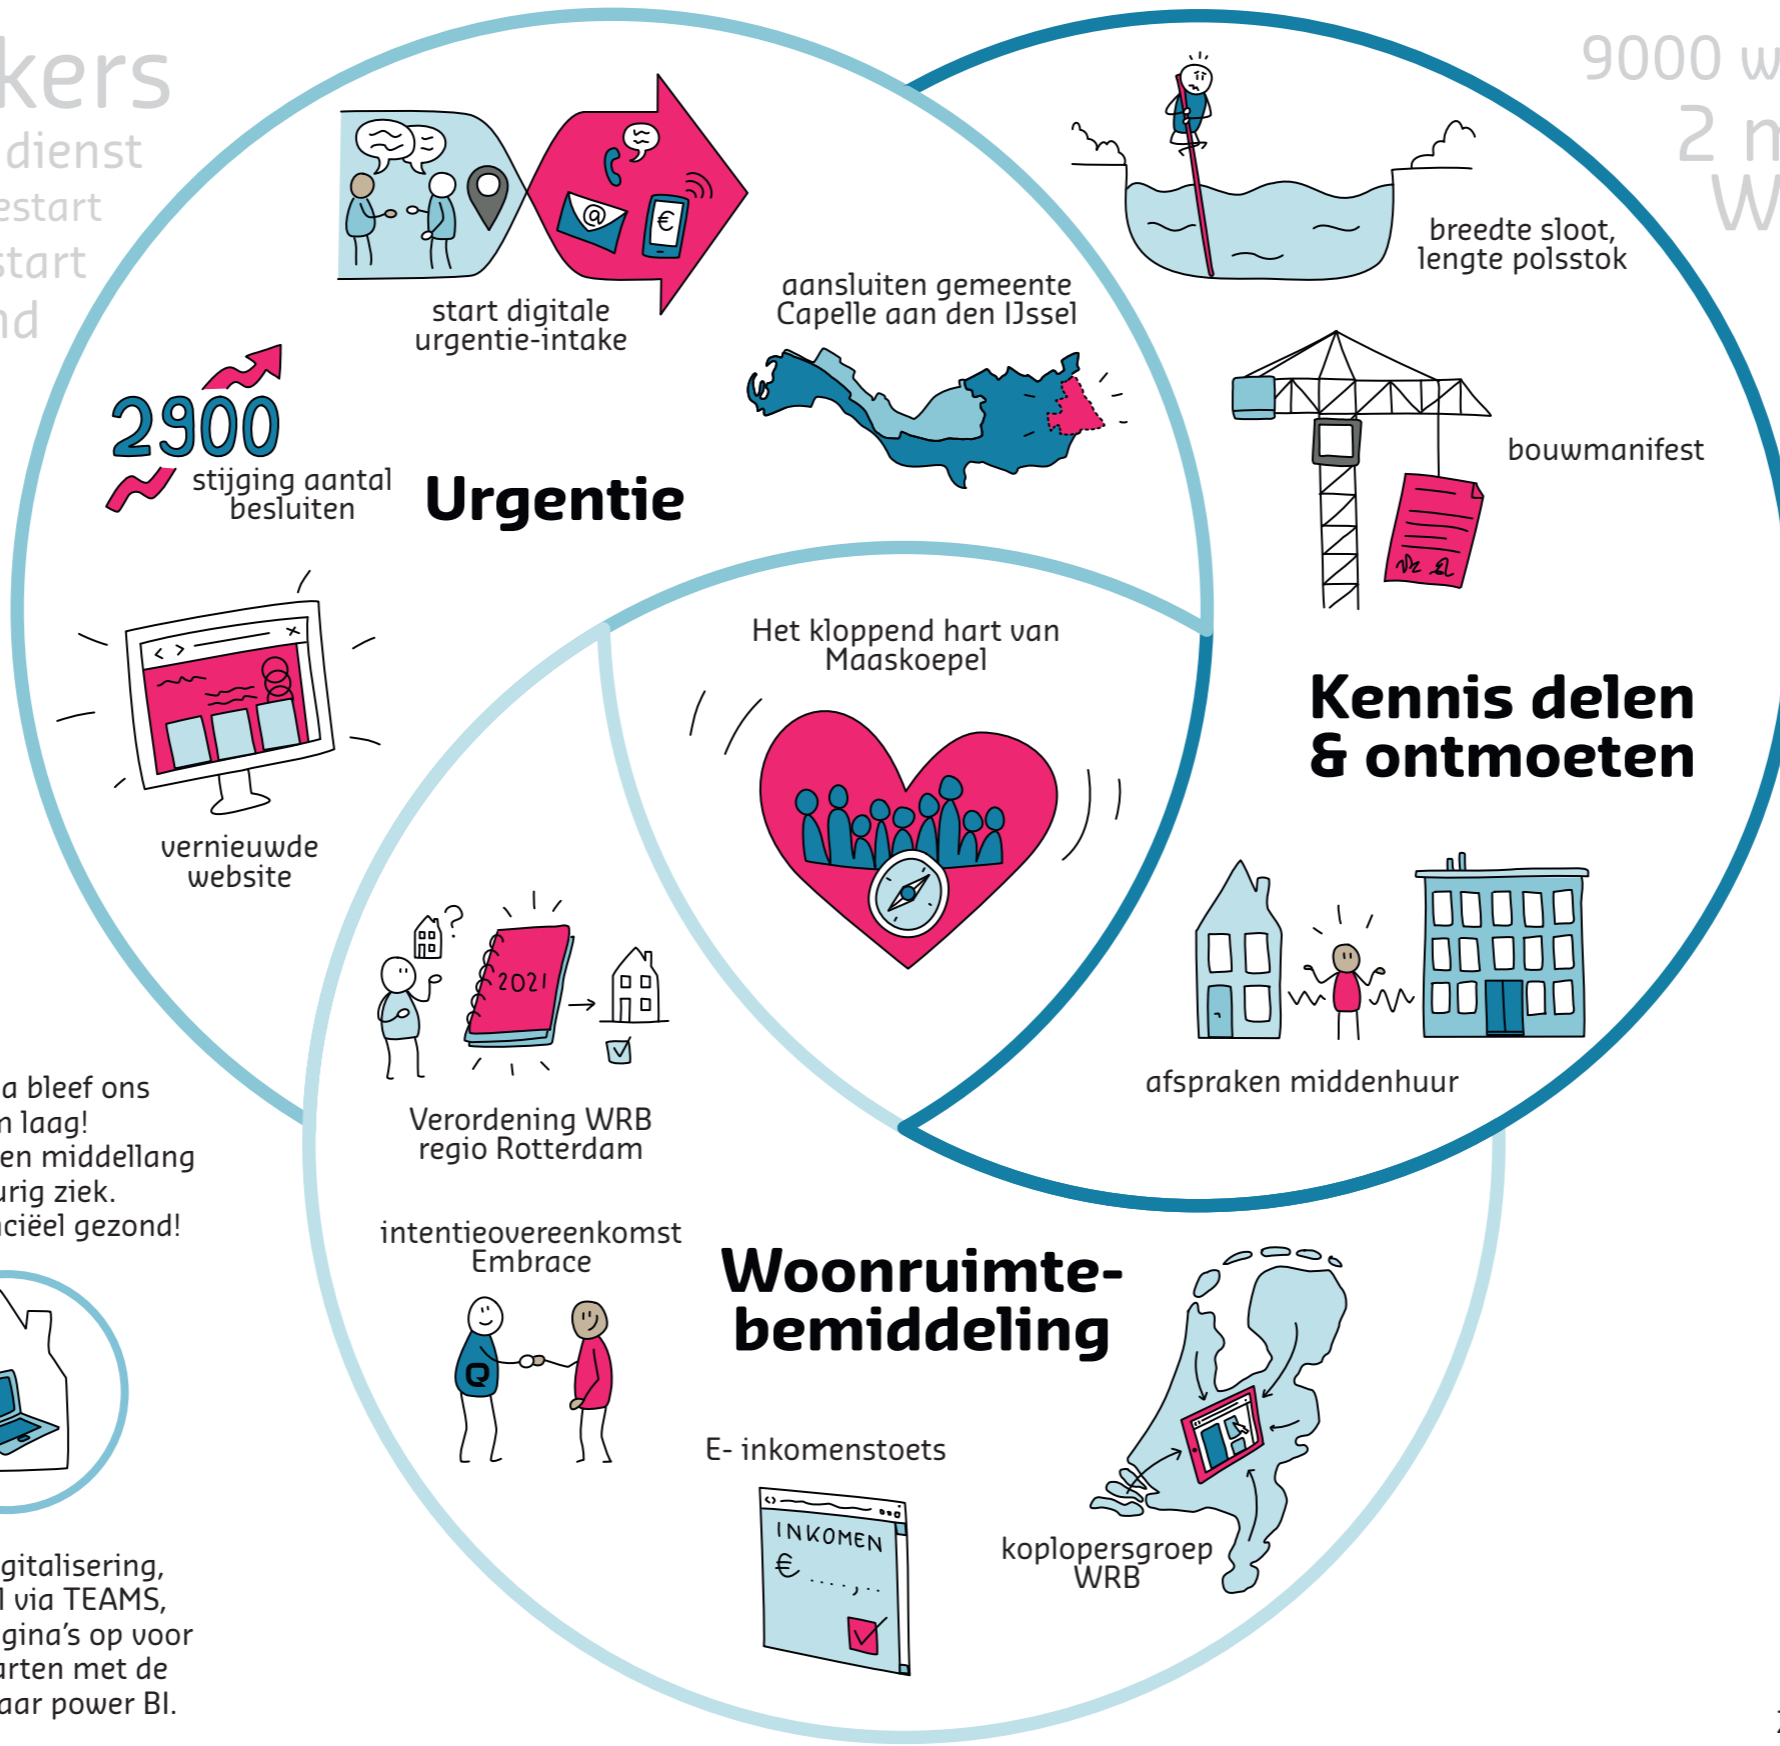 kers
dienst
estart
start
nd
9000 w
2 m
W
start digitale
urgentie-intake
@
€
aansluiten gemeente
Capelle aan den IJssel
2900
stijging aantal
besluiten
Urgentie
vernieuwde
website
breedte sloot,
lengte polsstok
bouwmanifest
Kennis delen
& ontmoeten
afspraken middenhuur
Het kloppend hart van
Maaskoepel
?
2021
Verordening WRB
regio Rotterdam
intentieovereenkomst
Embrace
Woonruimte-
bemiddeling
E- inkomenstoets
INKOMEN
€ ....,..
koplopersgroep
WRB
a bleef ons
n laag!
en middellang
urig ziek.
nciëel gezond!
gitalisering,
l via TEAMS,
gina's op voor
arten met de
aar power BI.